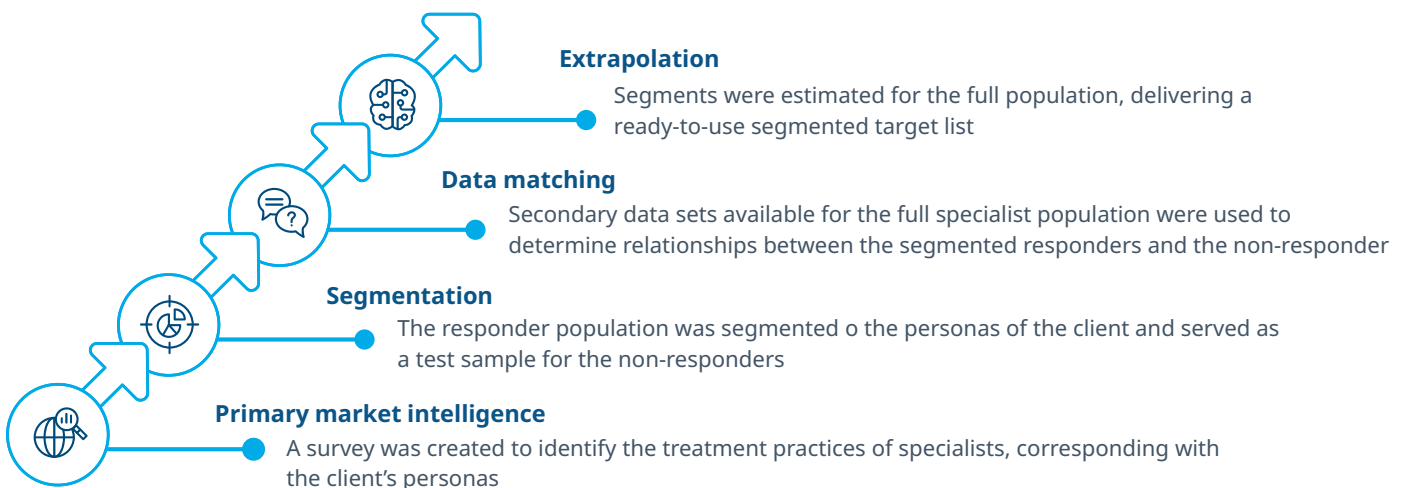 Extrapolation
Segments were estimated for the full population, delivering a
ready-to-use segmented target list
Data matching
Secondary data sets available for the full specialist population were used to
determine relationships between the segmented responders and the non-responder
?
Segmentation
The responder population was segmented o the personas of the client and served as
a test sample for the non-responders
Primary market intelligence
A survey was created to identify the treatment practices of specialists, corresponding with
the client's personas